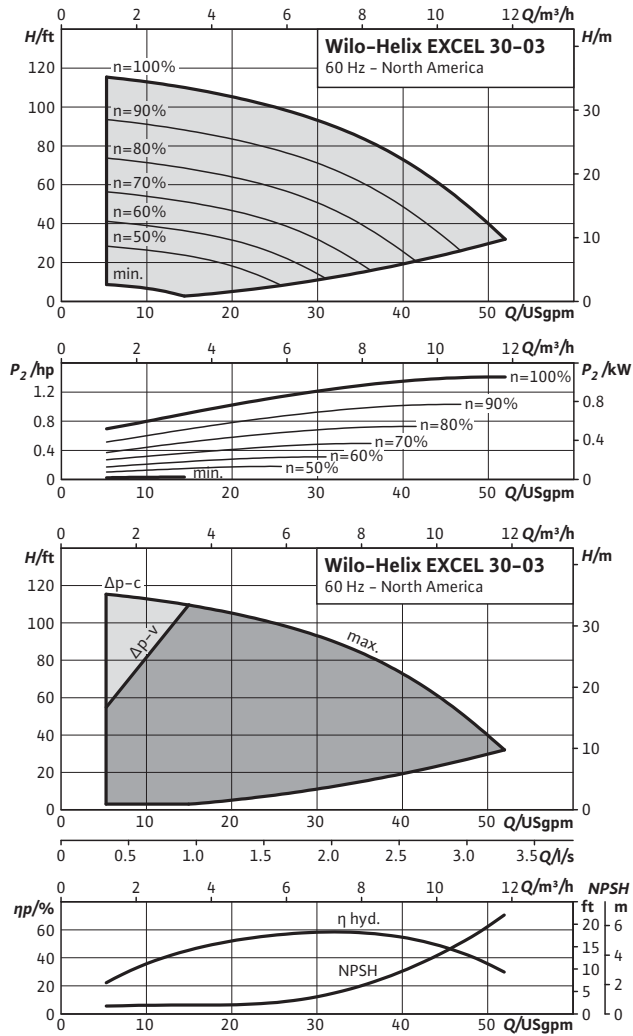 0 2 4 6 8 10 12 Q/m³/h
H/ft
H/m
Wilo-Helix EXCEL 30-03
60 Hz – North America
120
n=100%
100
n=90%
30
80
n=80%
20
60
n=70%
40
n=60%
n=50%
10
20
min.
0
0
0 10 20 30 40 50 Q/USgpm
0 2 4 6 8 10 12 Q/m³/h
P₂ /hp
P₂ /kW
1.2
n=100%
0.8
n=90%
0.8
n=80%
0.4
0.4
n=70%
n=60%
n=50%
min.
0
0
0 10 20 30 40 50 Q/USgpm
0 2 4 6 8 10 12 Q/m³/h
H/ft
H/m
Wilo-Helix EXCEL 30-03
60 Hz – North America
120
Δp-c
100
max.
30
Δp-v
80
60
20
40
10
20
0
0
0 10 20 30 40 50 Q/USgpm
0 0.5 1.0 1.5 2.0 2.5 3.0 3.5 Q/l/s
0 2 4 6 8 10 12 Q/m³/h
NPSH
ηp/%
ft m
η hyd.
20 6
60
15
4
40
NPSH
10
2
20
5
0
0 0
0 10 20 30 40 50 Q/USgpm